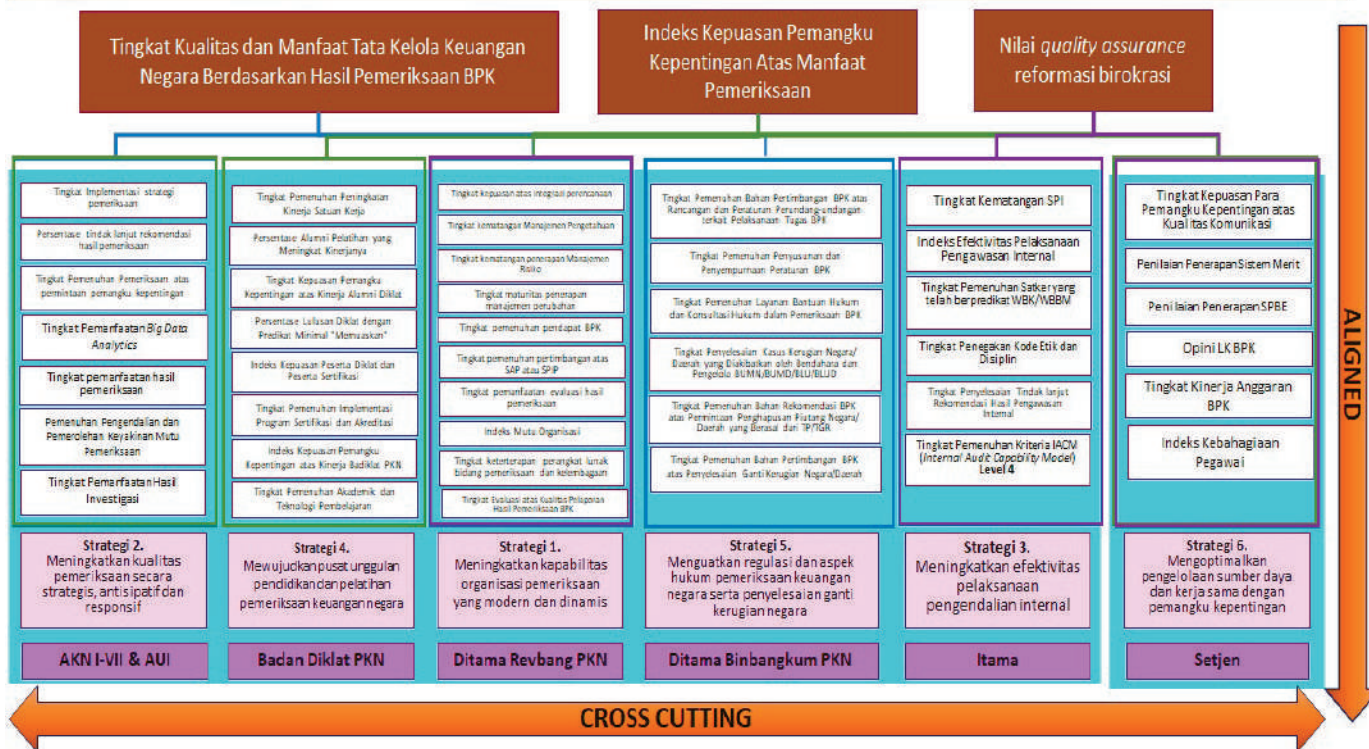 Tingkat Kualitas dan Manfaat Tata Kelola Keuangan
Negara Berdasarkan Hasil Pemeriksaan BPK
Indeks Kepuasan Pemangku
Kepentingan Atas Manfaat
Pemeriksaan
Nilai quality assurance
reformasi birokrasi
Tingkat Implementasi strategi
pemeriksaan
Persentase tindak lanjut rekomendasi
hasil pemeriksaan
Tingkat Pemenuhan Pemeriksaan atas
permintaan pemangku kepentingan
Tingkat Pemanfaatan Big Data
Analytics
Tingkat pemanfaatan hasil
pemeriksaan
Pemenuhan Pengendalian dan
Pemerolehan Keyakinan Mutu
Pemeriksaan
Tingkat Pemanfaatan Hasil
Investigasi
Strategi 2.
Meningkatkan kualitas
pemeriksaan secara
strategis, antisipatif dan
responsif
AKN I-VII & AUI
Tingkat Pemenuhan Peningkatan
Kinerja Satuan Kerja
Persentase Alumni Pelatihan yang
Meningkat Kinerjanya
Tingkat Kepuasan Pemangku
Kepentingan atas Kinerja Alumni Diklat
Persentase Lulusan Diklat dengan
Predikat Minimal "Memuaskan"
Indeks Kepuasan Peserta Diklat dan
Peserta Sertifikasi
Tingkat Pemenuhan Implementasi
Program Sertifikasi dan Akreditasi
Indeks Kepuasan Pemangku
Kepentingan atas Kinerja Badiklat PKN
Tingkat Pemenuhan Akademik dan
Teknologi Pembelajaran
Strategi 4.
Mewujudkan pusat unggulan
pendidikan dan pelatihan
pemeriksaan keuangan negara
Badan Diklat PKN
Tingkat kepuasan atas integrasi perencanaan
Tingkat kematangan Manajemen Pengetahuan
Tingkat kematangan penerapan Manajemen
Risiko
Tingkat maturitas penerapan
manajemen perubahan
Tingkat pemenuhan pendapat BPK
Tingkat pemenuhan pertimbangan atas
SAP atau SPIP
Tingkat pemanfaatan evaluasi hasil
pemeriksaan
Indeks Mutu Organisasi
Tingkat keterterapan perangkat lunak
bidang pemeriksaan dan kelembagaan
Tingkat Evaluasi atas Kualitas Pelaporan
Hasil Pemeriksaan BPK
Strategi 1.
Meningkatkan kapabilitas
organisasi pemeriksaan
yang modern dan dinamis
Ditama Revbang PKN
Tingkat Pemenuhan Bahan Pertimbangan BPK atas
Rancangan dan Peraturan Perundang-undangan
terkait Pelaksanaan Tugas BPK
Tingkat Pemenuhan Penyusunan dan
Penyempurnaan Peraturan BPK
Tingkat Pemenuhan Layanan Bantuan Hukum
dan Konsultasi Hukum dalam Pemeriksaan BPK
Tingkat Penyelesaian Kasus Kerugian Negara/
Daerah yang Diakibatkan oleh Bendahara dan
Pengelola BUMN/BUMD/BLU/BLUD
Tingkat Pemenuhan Bahan Rekomendasi BPK
atas Permintaan Penghapusan Piutang Negara/
Daerah yang Berasal dari TP/TGR
Tingkat Pemenuhan Bahan Pertimbangan BPK
atas Penyelesaian Ganti Kerugian Negara/Daerah
Strategi 5.
Menguatkan regulasi dan aspek
hukum pemeriksaan keuangan
negara serta penyelesaian ganti
kerugian negara
Ditama Binbangkum PKN
Tingkat Kematangan SPI
Indeks Efektivitas Pelaksanaan
Pengawasan Internal
Tingkat Pemenuhan Satker yang
telah berpredikat WBK/WBBM
Tingkat Penegakan Kode Etik dan
Disiplin
Tingkat Penyelesaian Tindak lanjut
Rekomendasi Hasil Pengawasan
Internal
Tingkat Pemenuhan Kriteria IACM
(Internal Audit Capability Model)
Level 4
Strategi 3.
Meningkatkan efektivitas
pelaksanaan
pengendalian internal
Itama
Tingkat Kepuasan Para
Pemangku Kepentingan atas
Kualitas Komunikasi
Penilaian Penerapan Sistem Merit
Penilaian Penerapan SPBE
Opini LK BPK
Tingkat Kinerja Anggaran
BPK
Indeks Kebahagiaan
Pegawai
Strategi 6.
Mengoptimalkan
pengelolaan sumber daya
dan kerja sama dengan
pemangku kepentingan
Setjen
ALIGNED
CROSS CUTTING